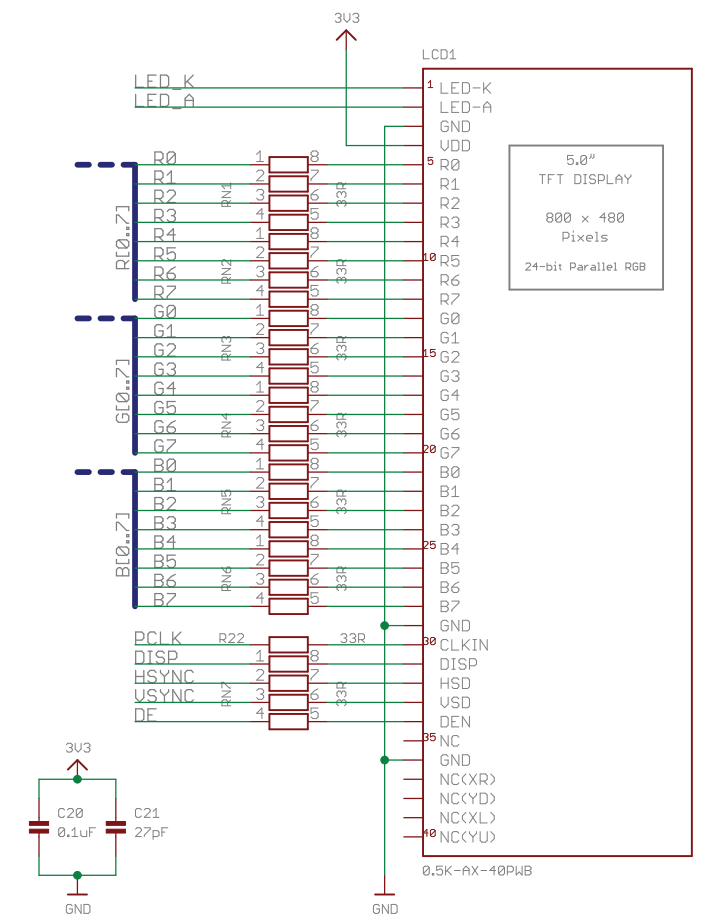 3V3
LCD1
LED_K 1 LED-K
LED_A LED-A
GND
VDD
5.0"
TFT DISPLAY
800 x 480
Pixels
24-bit Parallel RGB
R[0..7]
R0 1 8 5 R0
R1 2 7 R1
RN1 33R
R2 3 6 R2
R3 4 5 R3
R4 1 8 R4
R5 2 7 10 R5
RN2 33R
R6 3 6 R6
R7 4 5 R7
G[0..7]
G0 1 8 G0
G1 2 7 G1
RN3 33R
G2 3 6 15 G2
G3 4 5 G3
G4 1 8 G4
G5 2 7 G5
RN4 33R
G6 3 6 G6
G7 4 5 20 G7
B[0..7]
B0 1 8 B0
B1 2 7 B1
RN5 33R
B2 3 6 B2
B3 4 5 B3
B4 1 8 25 B4
B5 2 7 B5
RN6 33R
B6 3 6 B6
B7 4 5 B7
GND
PCLK R22 33R 30 CLKIN
DISP 1 8 DISP
HSYNC 2 7 HSD
RN7 33R
VSYNC 3 6 VSD
DE 4 5 DEN
35 NC
GND
NC(XR)
NC(YD)
NC(XL)
40 NC(YU)
0.5K-AX-40PWB
3V3
C20 C21
0.1uF 27pF
GND
GND